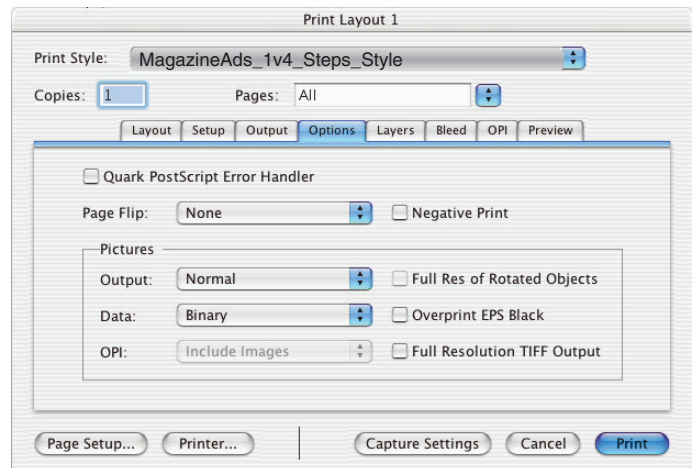 Print Layout 1
Print Style: MagazineAds_1v4_Steps_Style
Copies: 1 Pages: All
Layout Setup Output Options Layers Bleed OPI Preview
Quark PostScript Error Handler
Page Flip: None Negative Print
Pictures
Output: Normal Full Res of Rotated Objects
Data: Binary Overprint EPS Black
OPI: Include Images Full Resolution TIFF Output
Page Setup... Printer... Capture Settings Cancel Print